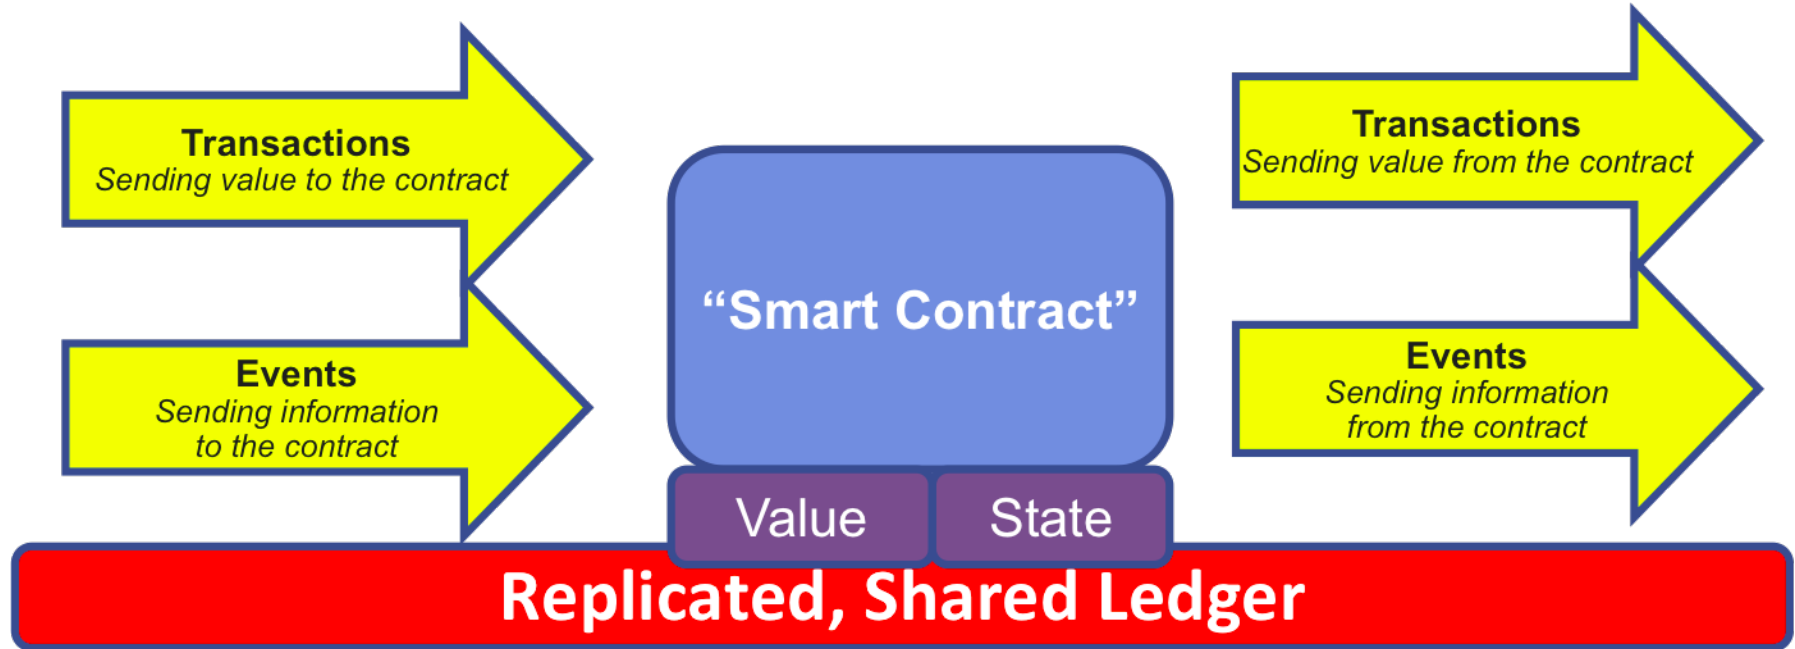 Transactions
Sending value to the contract
Events
Sending information
to the contract
“Smart Contract”
Value
State
Transactions
Sending value from the contract
Events
Sending information
from the contract
Replicated, Shared Ledger